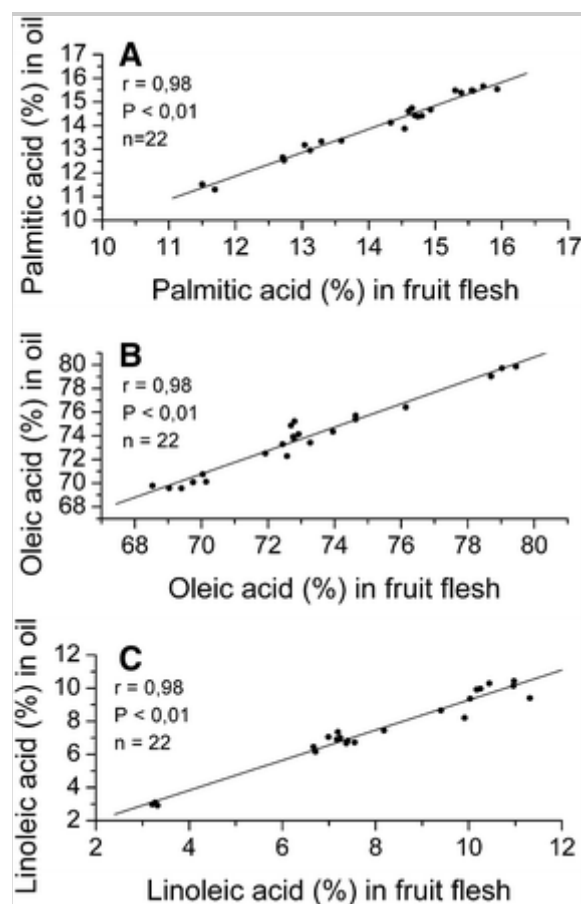 A
r = 0,98
P < 0,01
n=22
Palmitic acid (%) in oil
17
16
15
14
13
12
11
10
10 11 12 13 14 15 16 17
Palmitic acid (%) in fruit flesh
B
r = 0,98
P < 0,01
n = 22
Oleic acid (%) in oil
80
78
76
74
72
70
68
68 70 72 74 76 78 80
Oleic acid (%) in fruit flesh
C
r = 0,98
P < 0,01
n = 22
Linoleic acid (%) in oil
12
10
8
6
4
2
2 4 6 8 10 12
Linoleic acid (%) in fruit flesh